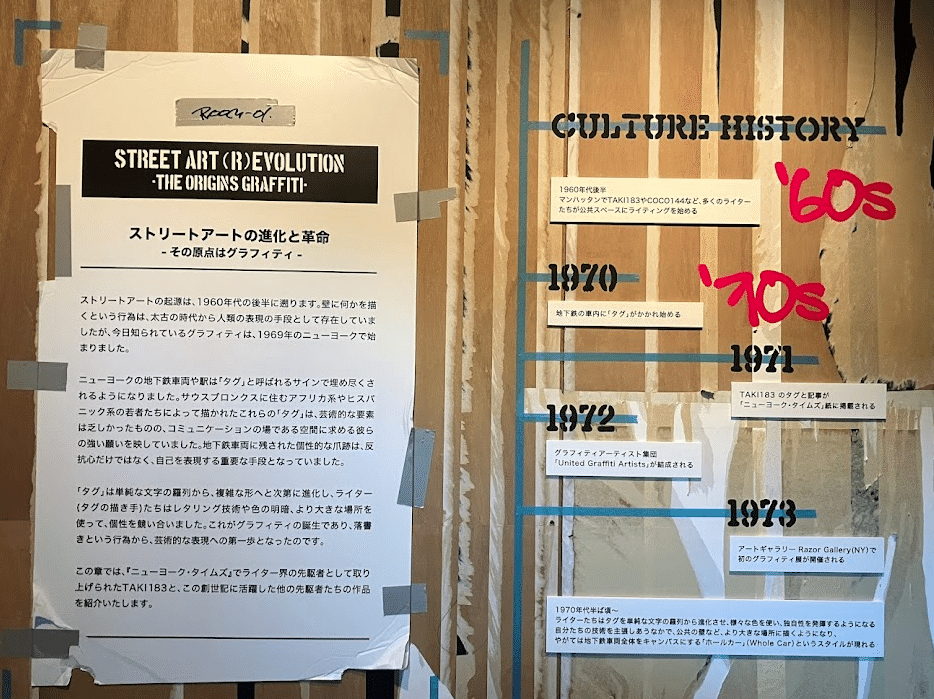 ROOM-01.
STREET ART (R)EVOLUTION
-THE ORIGINS GRAFFITI-
ストリートアートの進化と革命
- その原点はグラフィティ -
ストリートアートの起源は、1960年代の後半に遡ります。壁に何かを描
くという行為は、太古の時代から人類の表現の手段として存在していま
したが、今日知られているグラフィティは、1969年のニューヨークで始
まりました。
ニューヨークの地下鉄車両や駅は「タグ」と呼ばれるサインで埋め尽くさ
れるようになりました。サウスブロンクスに住むアフリカ系やヒスパ
ニック系の若者たちによって描かれたこれらの「タグ」は、芸術的な要素
は乏しかったものの、コミュニケーションの場である空間に求める彼ら
の強い願いを映していました。地下鉄車両に残された個性的な爪跡は、反
抗心だけではなく、自己を表現する重要な手段となっていました。
「タグ」は単純な文字の羅列から、複雑な形へと次第に進化し、ライター
(タグの描き手)たちはレタリング技術や色の明暗、より大きな場所を
使って、個性を競い合いました。これがグラフィティの誕生であり、落書
きという行為から、芸術的な表現への第一歩となったのです。
この章では、『ニューヨーク・タイムズ』でライター界の先駆者として取り
上げられたTAKI183と、この創世記に活躍した他の先駆者たちの作品
を紹介いたします。
CULTURE HISTORY
'60s
1960年代後半
マンハッタンでTAKI183やCOCO144など、多くのライター
たちが公共スペースにライティングを始める
1970
'70s
地下鉄の車内に「タグ」がかかれ始める
1971
TAKI183 のタグと記事が
「ニューヨーク・タイムズ」紙に掲載される
1972
グラフィティアーティスト集団
「United Graffiti Artists」が結成される
1973
アートギャラリー Razor Gallery(NY)で
初のグラフィティ展が開催される
1970年代半ば頃〜
ライターたちはタグを単純な文字の羅列から進化させ、様々な色を使い、独自性を発揮するようになる
自分たちの技術を主張しあうなかで、公共の壁など、より大きな場所に描くようになり、
やがては地下鉄車両全体をキャンバスにする「ホールカー」(Whole Car)というスタイルが現れる